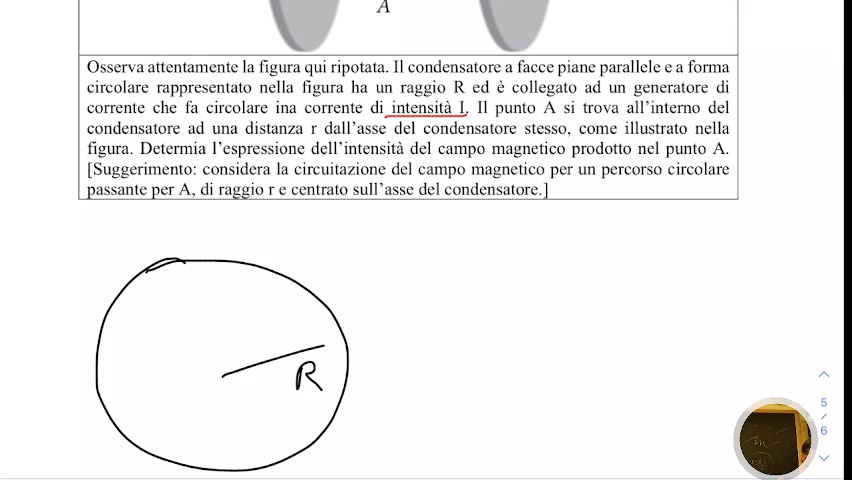 A
Osserva attentamente la figura qui ripotata. Il condensatore a facce piane parallele e a forma
circolare rappresentato nella figura ha un raggio R ed è collegato ad un generatore di
corrente che fa circolare ina corrente di intensità I. Il punto A si trova all’interno del
condensatore ad una distanza r dall’asse del condensatore stesso, come illustrato nella
figura. Determia l’espressione dell’intensità del campo magnetico prodotto nel punto A.
[Suggerimento: considera la circuitazione del campo magnetico per un percorso circolare
passante per A, di raggio r e centrato sull’asse del condensatore.]
R
5
/
6